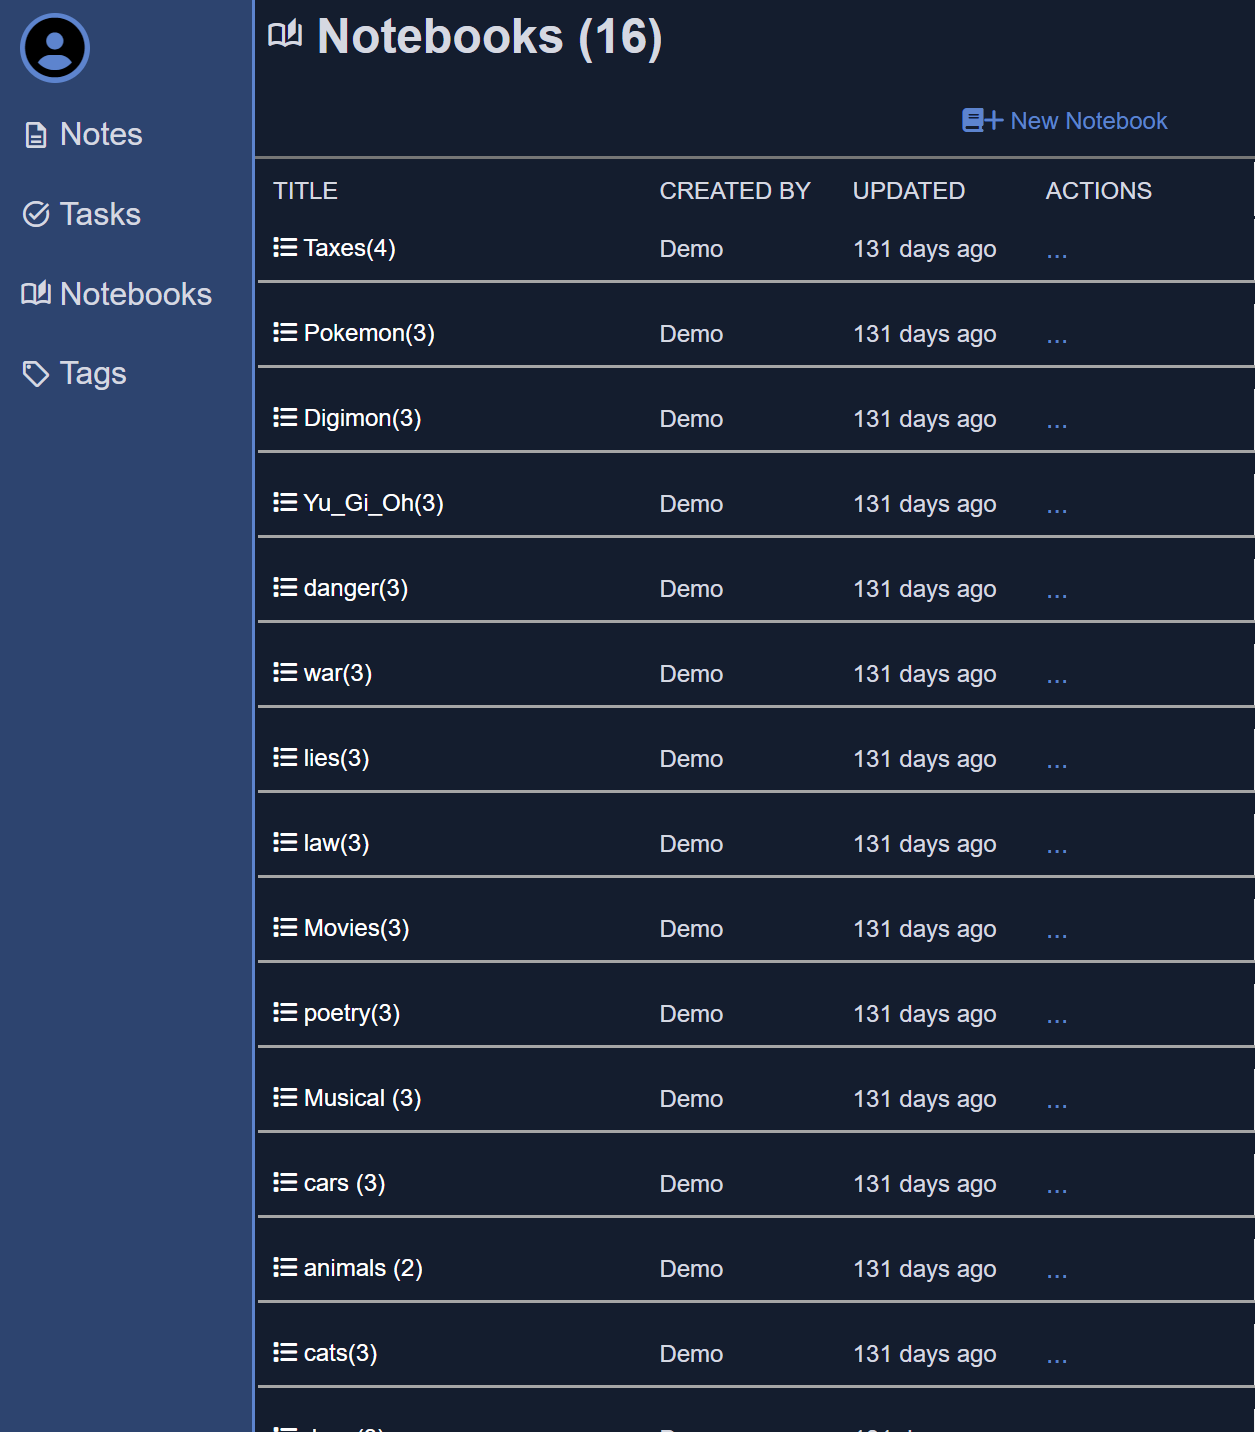 Notebooks (16)
Notes
New Notebook
Tasks
Notebooks
Tags
TITLE CREATED BY UPDATED ACTIONS
Taxes(4) Demo 131 days ago ...
Pokemon(3) Demo 131 days ago ...
Digimon(3) Demo 131 days ago ...
Yu_Gi_Oh(3) Demo 131 days ago ...
danger(3) Demo 131 days ago ...
war(3) Demo 131 days ago ...
lies(3) Demo 131 days ago ...
law(3) Demo 131 days ago ...
Movies(3) Demo 131 days ago ...
poetry(3) Demo 131 days ago ...
Musical (3) Demo 131 days ago ...
cars (3) Demo 131 days ago ...
animals (2) Demo 131 days ago ...
cats(3) Demo 131 days ago ...